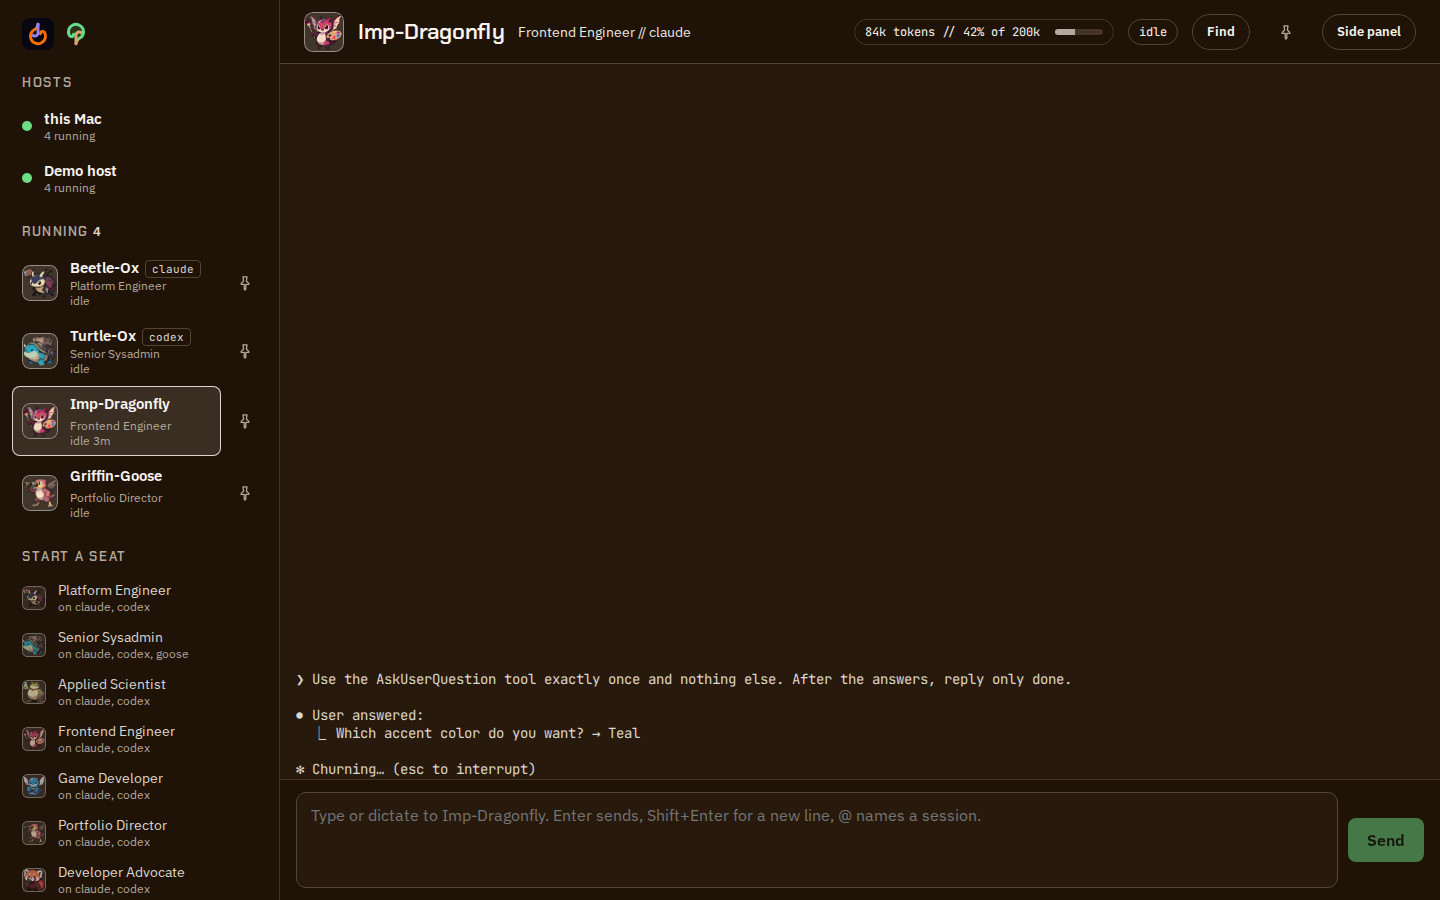 HOSTS
this Mac
4 running
Demo host
4 running
RUNNING 4
Beetle-Ox claude
Platform Engineer
idle
Turtle-Ox codex
Senior Sysadmin
idle
Imp-Dragonfly
Frontend Engineer
idle 3m
Griffin-Goose
Portfolio Director
idle
START A SEAT
Platform Engineer
on claude, codex
Senior Sysadmin
on claude, codex, goose
Applied Scientist
on claude, codex
Frontend Engineer
on claude, codex
Game Developer
on claude, codex
Portfolio Director
on claude, codex
Developer Advocate
on claude, codex
Imp-Dragonfly Frontend Engineer // claude 84k tokens // 42% of 200k idle Find Side panel
❯ Use the AskUserQuestion tool exactly once and nothing else. After the answers, reply only done.
● User answered:
⎿ Which accent color do you want? → Teal
✻ Churning… (esc to interrupt)
Type or dictate to Imp-Dragonfly. Enter sends, Shift+Enter for a new line, @ names a session.
Send